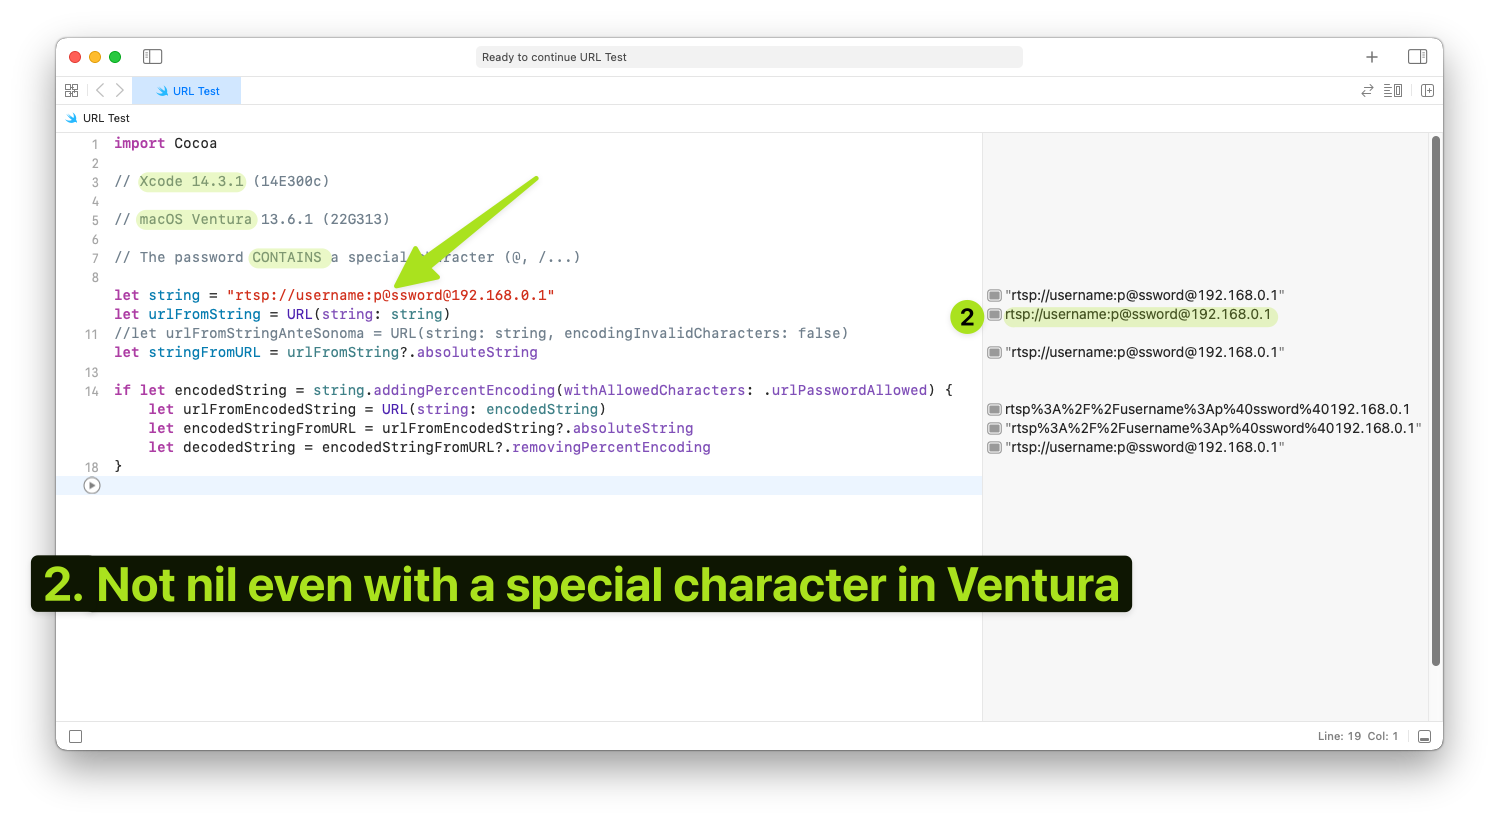 Ready to continue URL Test
URL Test
URL Test
1 import Cocoa
2
3 // Xcode 14.3.1 (14E300c)
4
5 // macOS Ventura 13.6.1 (22G313)
6
7 // The password CONTAINS a special character (@, /...)
8
let string = "rtsp://username:p@ssword@192.168.0.1" "rtsp://username:p@ssword@192.168.0.1"
let urlFromString = URL(string: string) 2 rtsp://username:p@ssword@192.168.0.1
11 //let urlFromStringAnteSonoma = URL(string: string, encodingInvalidCharacters: false)
let stringFromURL = urlFromString?.absoluteString "rtsp://username:p@ssword@192.168.0.1"
13
14 if let encodedString = string.addingPercentEncoding(withAllowedCharacters: .urlPasswordAllowed) {
let urlFromEncodedString = URL(string: encodedString) rtsp%3A%2F%2Fusername%3Ap%40ssword%40192.168.0.1
let encodedStringFromURL = urlFromEncodedString?.absoluteString "rtsp%3A%2F%2Fusername%3Ap%40ssword%40192.168.0.1"
let decodedString = encodedStringFromURL?.removingPercentEncoding "rtsp://username:p@ssword@192.168.0.1"
18 }
2. Not nil even with a special character in Ventura
Line: 19 Col: 1